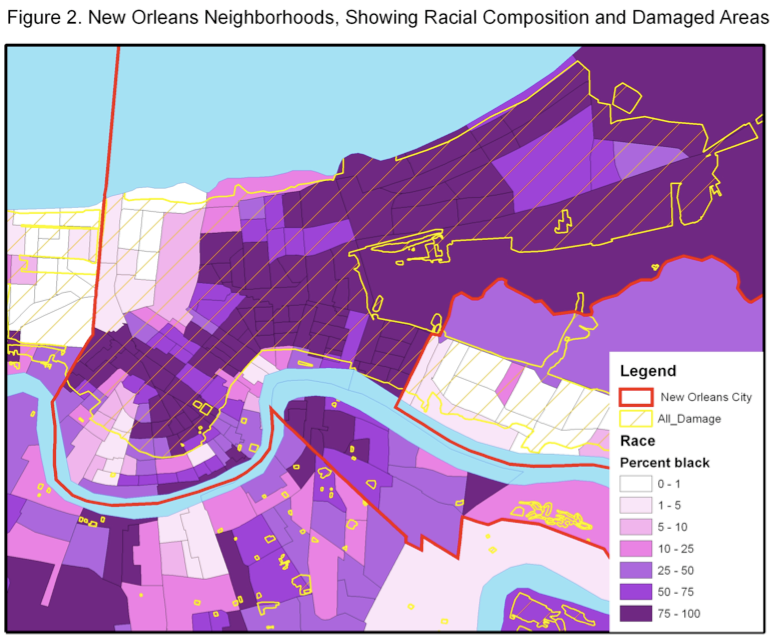 Figure 2. New Orleans Neighborhoods, Showing Racial Composition and Damaged Areas
Legend
New Orleans City
All_Damage
Race
Percent black
0 - 1
1 - 5
5 - 10
10 - 25
25 - 50
50 - 75
75 - 100